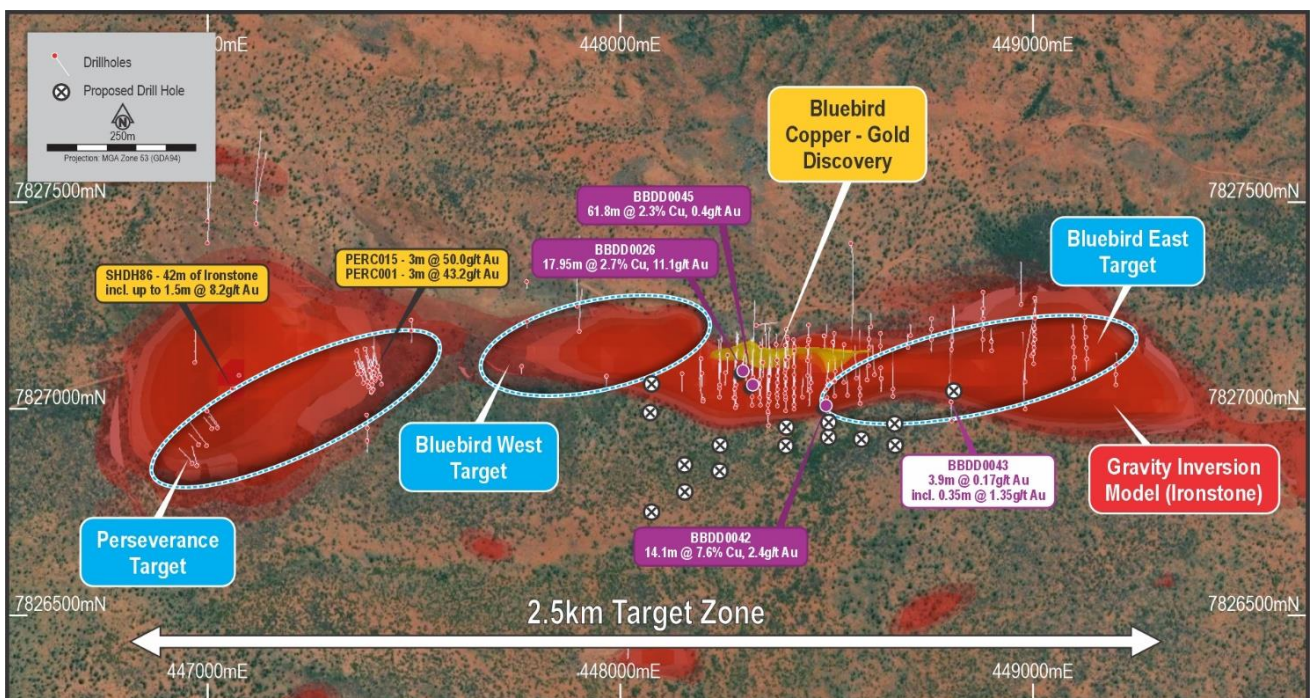 0mE
448000mE
449000mE
Drillholes
Proposed Drill Hole
N
250m
Projection: MGA Zone 53 (GDA94)
Bluebird
Copper - Gold
Discovery
7827500mN
7827500mN
BBDD0045
61.8m @ 2.3% Cu, 0.4g/t Au
BBDD0026
17.95m @ 2.7% Cu, 11.1g/t Au
Bluebird East
Target
PERC015 - 3m @ 50.0g/t Au
PERC001 - 3m @ 43.2g/t Au
SHDH86 - 42m of Ironstone
incl. up to 1.5m @ 8.2g/t Au
7827000mN
7827000mN
Bluebird West
Target
BBDD0043
3.9m @ 0.17g/t Au
incl. 0.35m @ 1.35g/t Au
Gravity Inversion
Model (Ironstone)
Perseverance
Target
BBDD0042
14.1m @ 7.6% Cu, 2.4g/t Au
7826500mN
7826500mN
2.5km Target Zone
447000mE
448000mE
449000mE